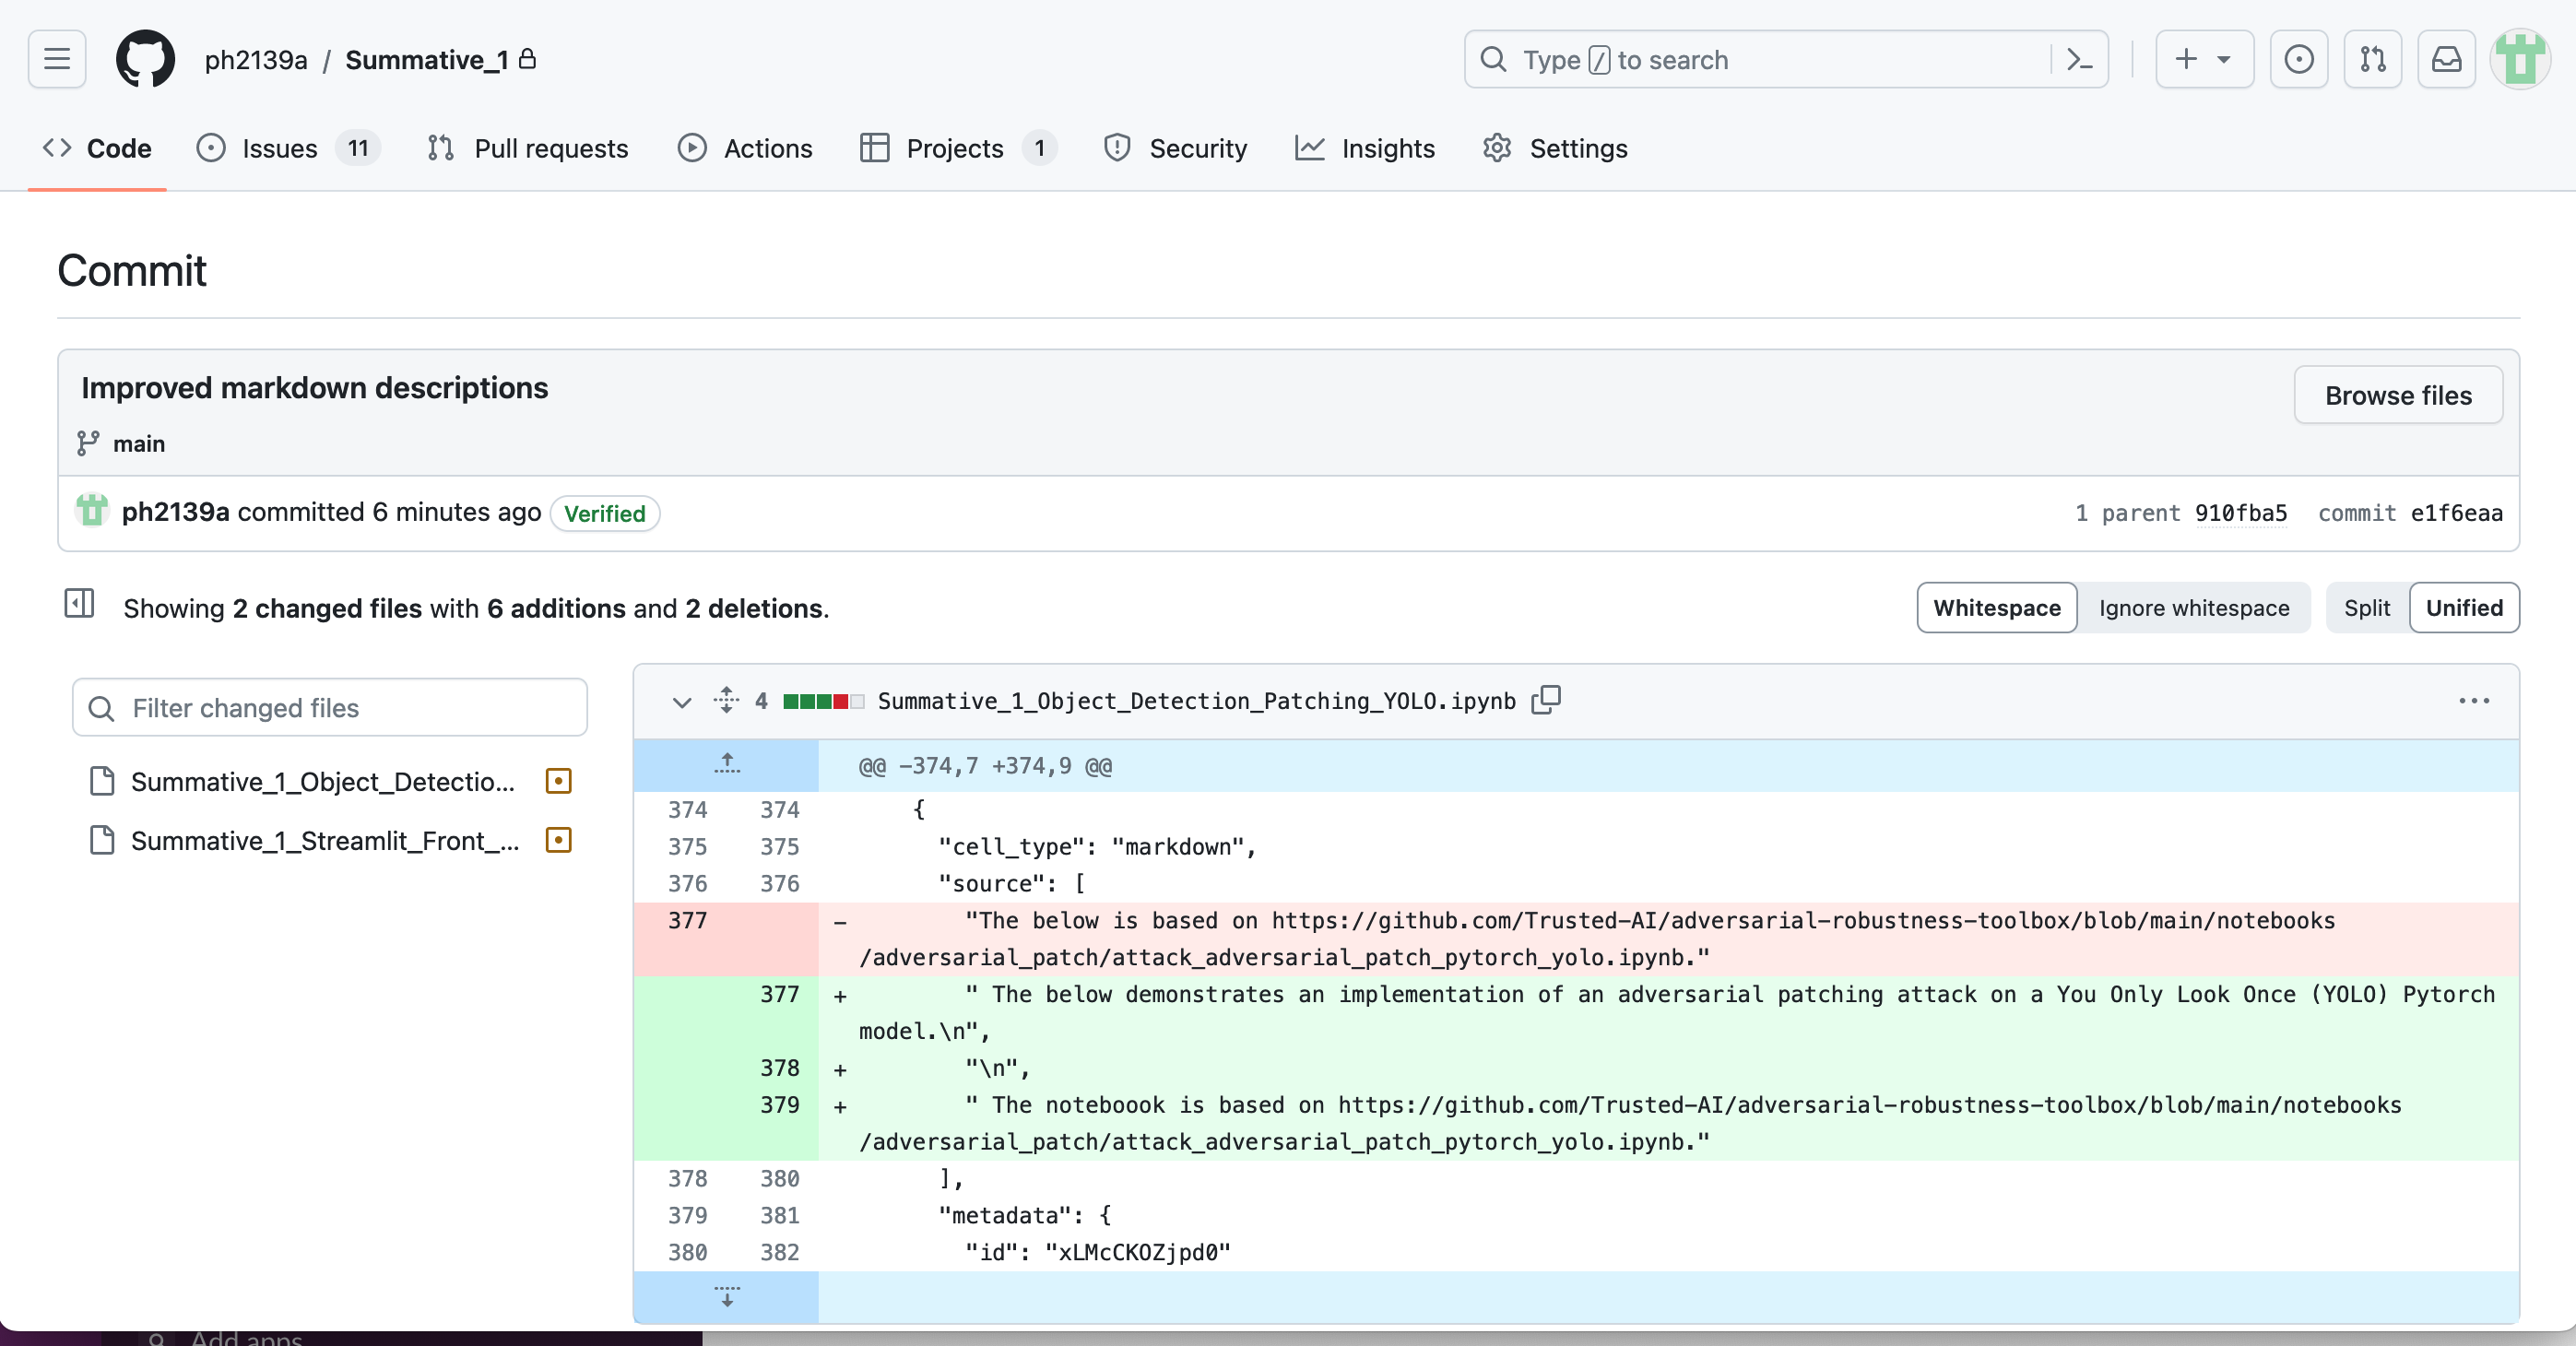 ph2139a / Summative_1
Type / to search
Code Issues 11 Pull requests Actions Projects 1 Security Insights Settings
Commit
Improved markdown descriptions
Browse files
main
ph2139a committed 6 minutes ago Verified
1 parent 910fba5 commit e1f6eaa
Showing 2 changed files with 6 additions and 2 deletions.
Whitespace Ignore whitespace Split Unified
Filter changed files
Summative_1_Object_Detectio...
Summative_1_Streamlit_Front_...
4 Summative_1_Object_Detection_Patching_YOLO.ipynb
@@ -374,7 +374,9 @@
374 374 {
375 375 "cell_type": "markdown",
376 376 "source": [
377 - "The below is based on https://github.com/Trusted-AI/adversarial-robustness-toolbox/blob/main/notebooks
/adversarial_patch/attack_adversarial_patch_pytorch_yolo.ipynb."
377 + " The below demonstrates an implementation of an adversarial patching attack on a You Only Look Once (YOLO) Pytorch
model.\n",
378 + "\n",
379 + " The noteboook is based on https://github.com/Trusted-AI/adversarial-robustness-toolbox/blob/main/notebooks
/adversarial_patch/attack_adversarial_patch_pytorch_yolo.ipynb."
378 380 ],
379 381 "metadata": {
380 382 "id": "xLMcCKOZjpd0"
Add apps